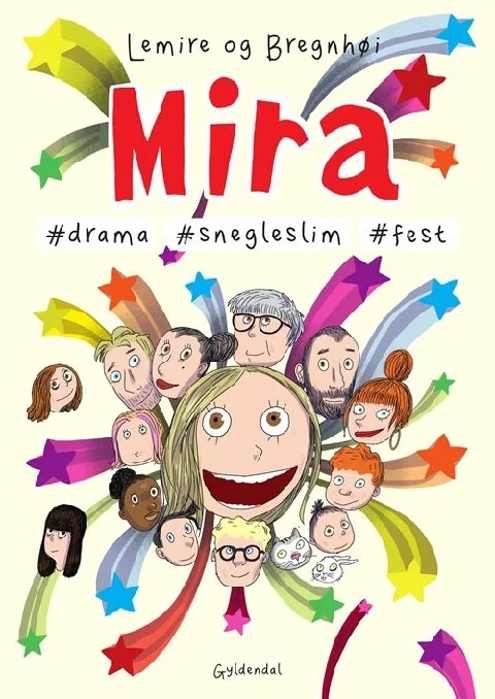 Lemire og Bregnhøi
Mira
#drama #snegleslim #fest
Gyldendal